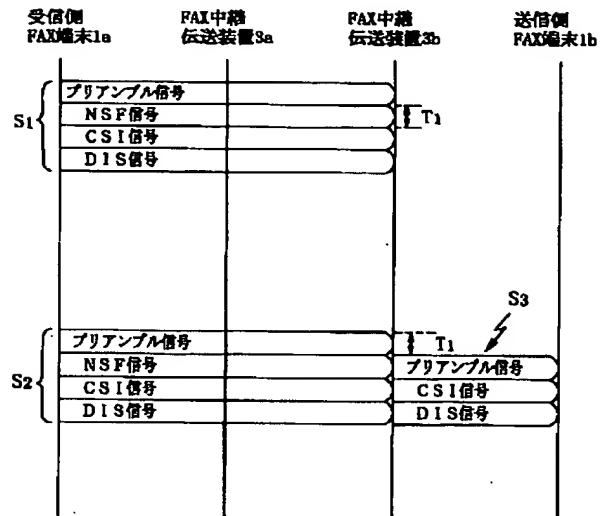 受信側
FAX端末1a
FAX中継
伝送装置3a
FAX中継
伝送装置3b
送信側
FAX端末1b
S1
プリアンブル信号
NSF信号
CSI信号
DIS信号
T1
S3
S2
プリアンブル信号
NSF信号
CSI信号
DIS信号
T1
プリアンブル信号
CSI信号
DIS信号